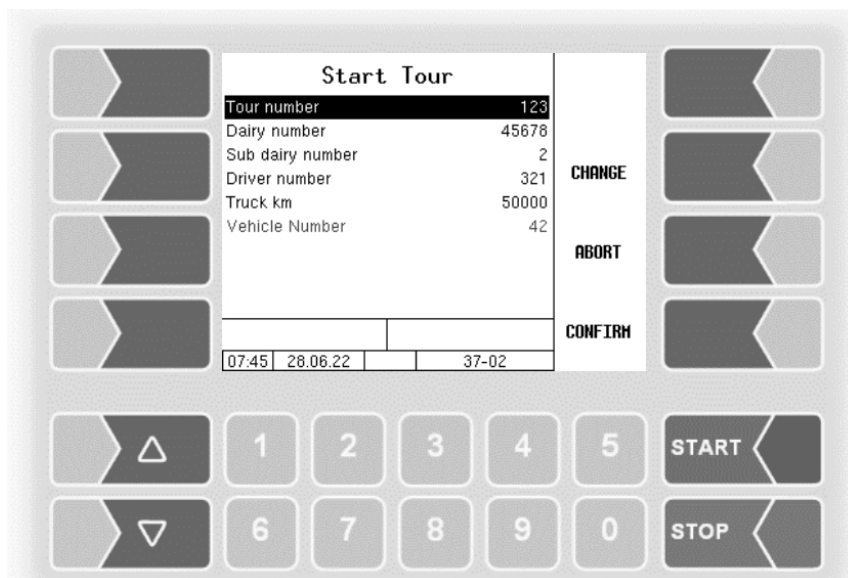 Start Tour
Tour number 123
Dairy number 45678
Sub dairy number 2
Driver number 321
Truck km 50000
Vehicle Number 42
CHANGE
ABORT
CONFIRM
07:45 28.06.22 37-02
1 2 3 4 5 START
6 7 8 9 0 STOP